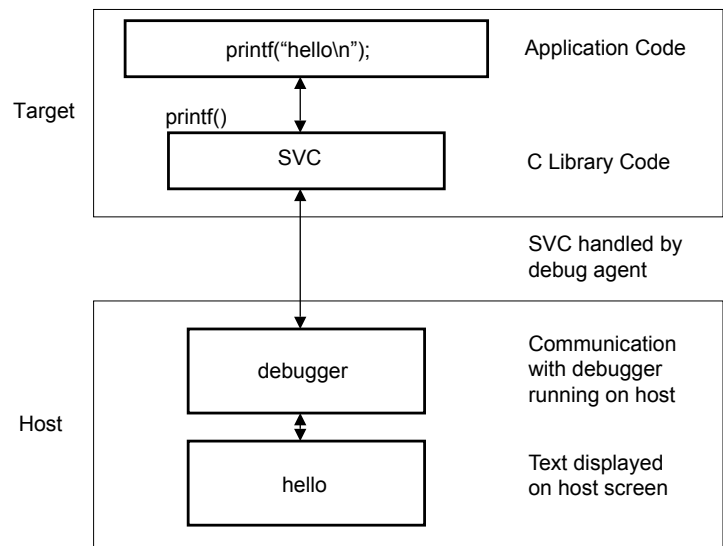 printf(“hello\n”);
Application Code
Target
printf()
SVC
C Library Code
SVC handled by
debug agent
debugger
Communication
with debugger
running on host
Host
hello
Text displayed
on host screen